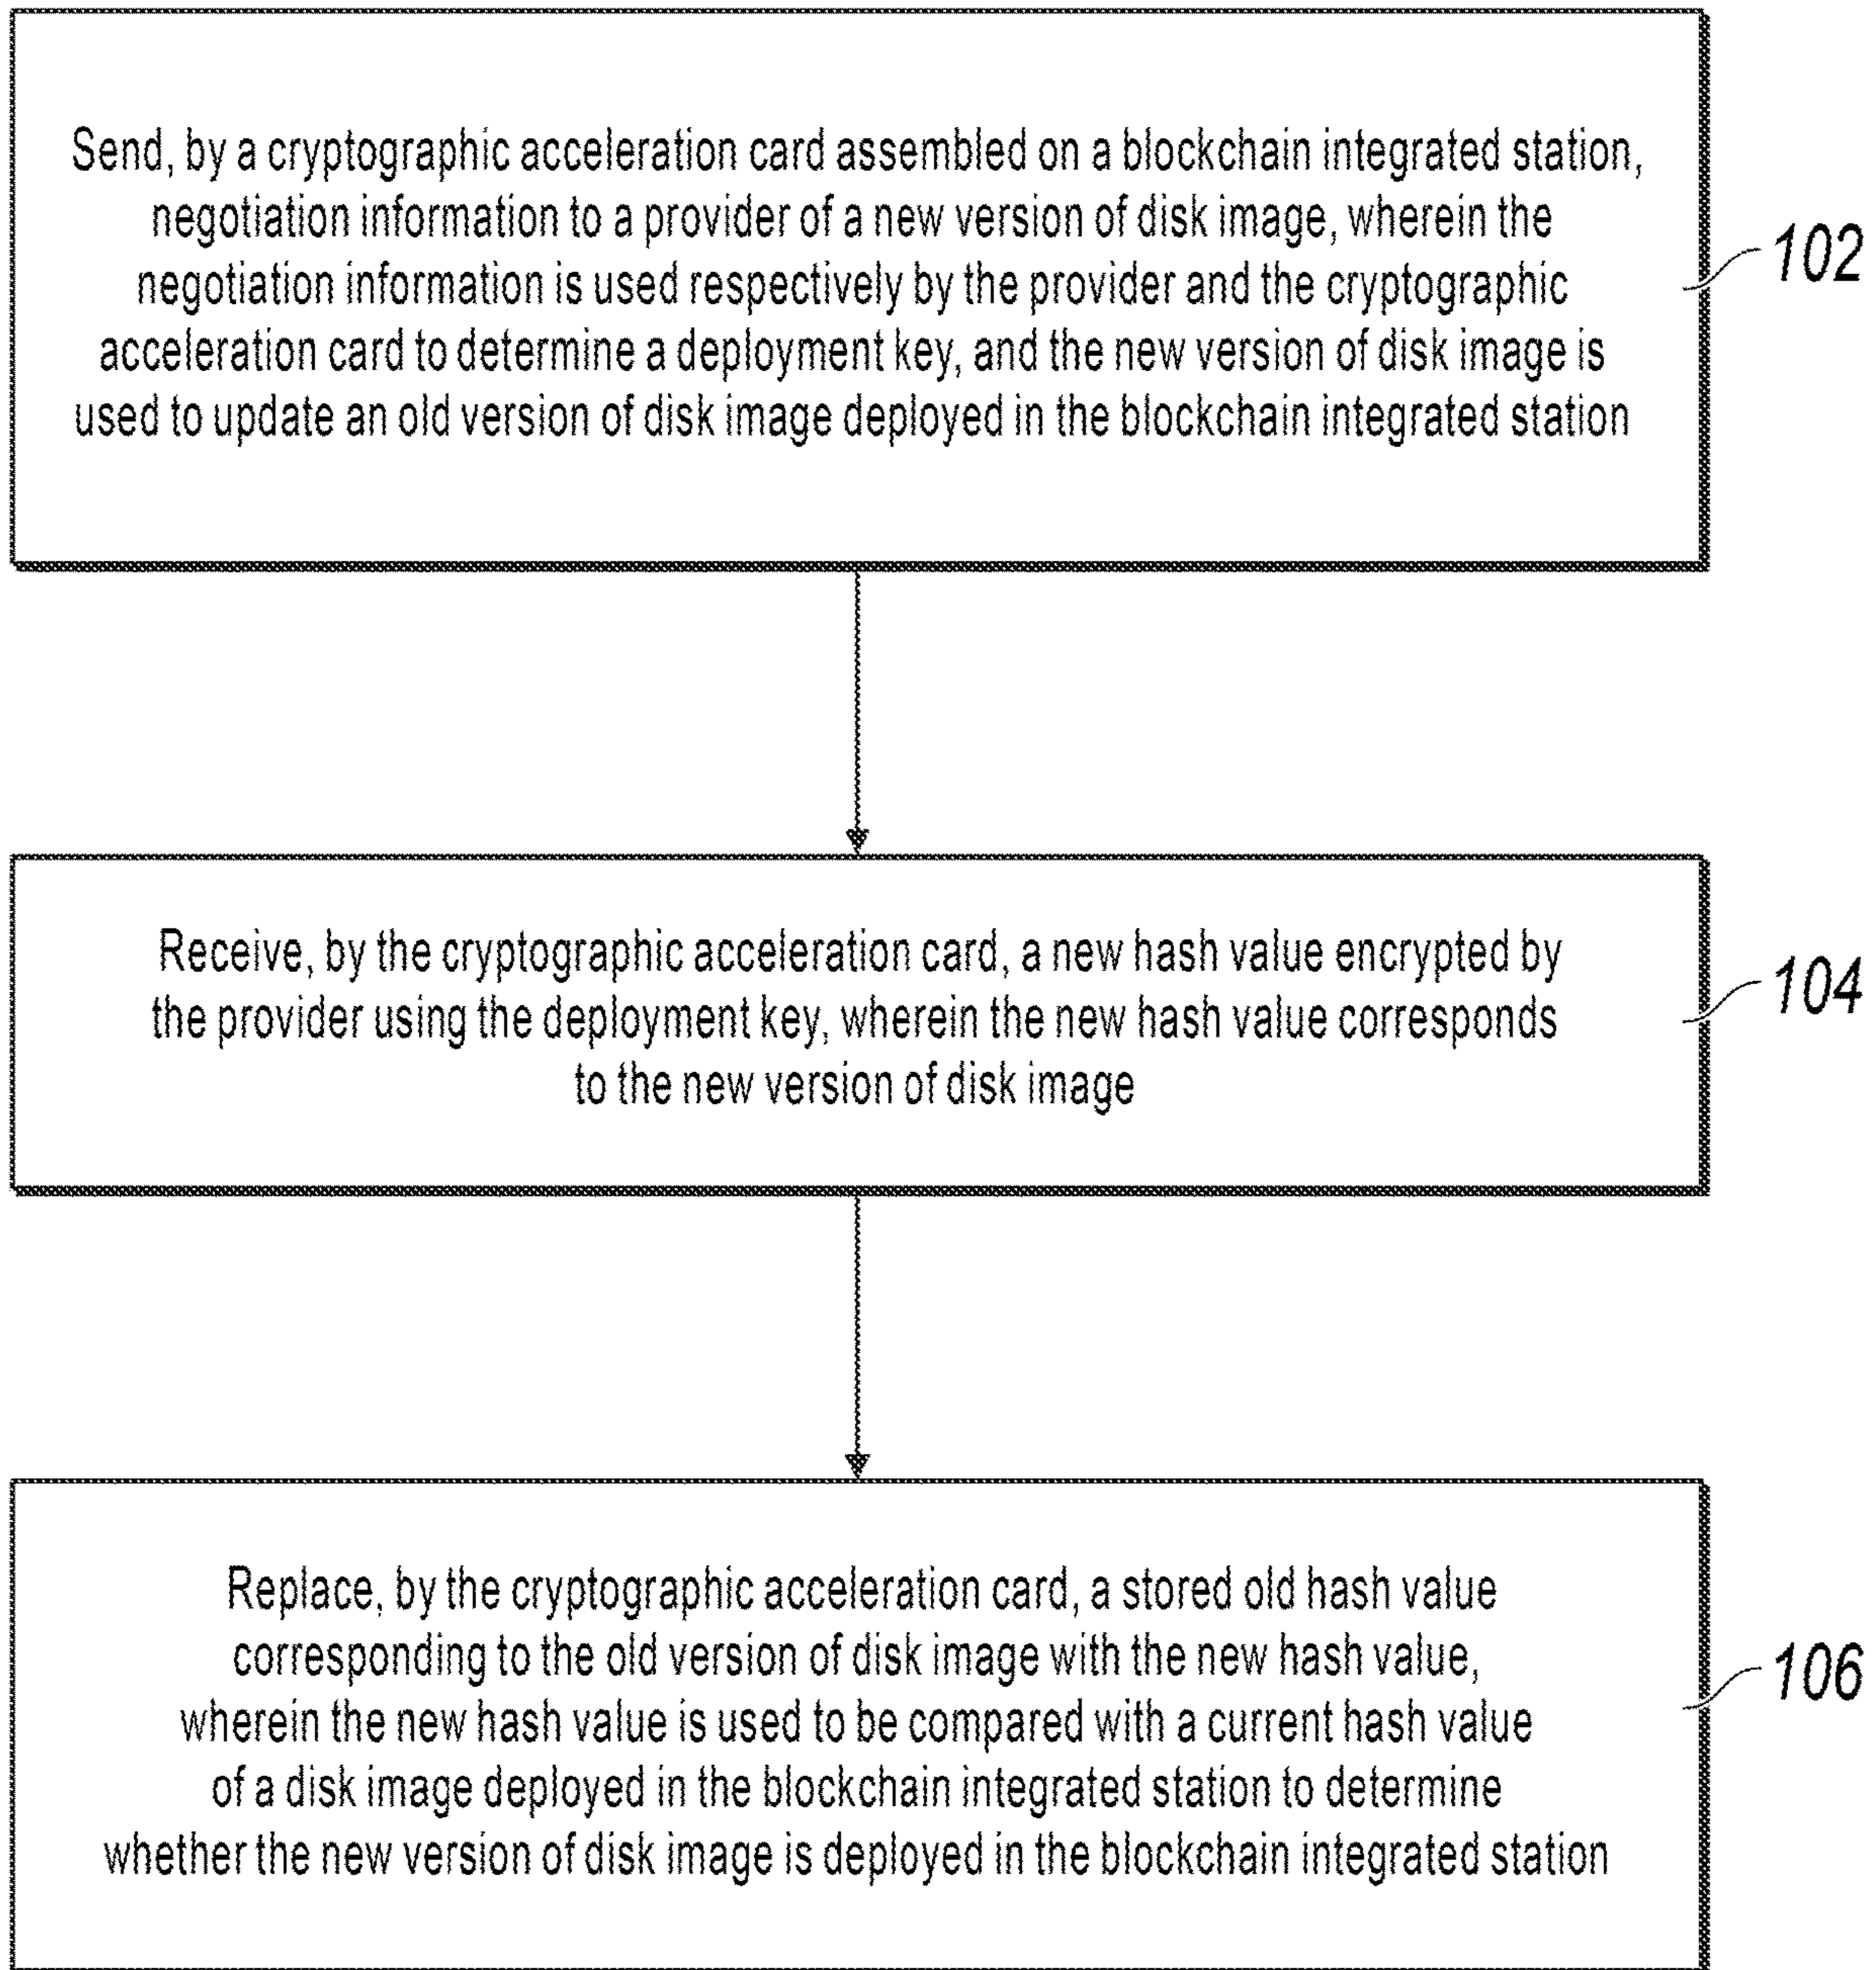 Send, by a cryptographic acceleration card assembled on a blockchain integrated station,
negotiation information to a provider of a new version of disk image, wherein the
negotiation information is used respectively by the provider and the cryptographic
acceleration card to determine a deployment key, and the new version of disk image is
used to update an old version of disk image deployed in the blockchain integrated station
102
Receive, by the cryptographic acceleration card, a new hash value encrypted by
the provider using the deployment key, wherein the new hash value corresponds
to the new version of disk image
104
Replace, by the cryptographic acceleration card, a stored old hash value
corresponding to the old version of disk image with the new hash value,
wherein the new hash value is used to be compared with a current hash value
of a disk image deployed in the blockchain integrated station to determine
whether the new version of disk image is deployed in the blockchain integrated station
106